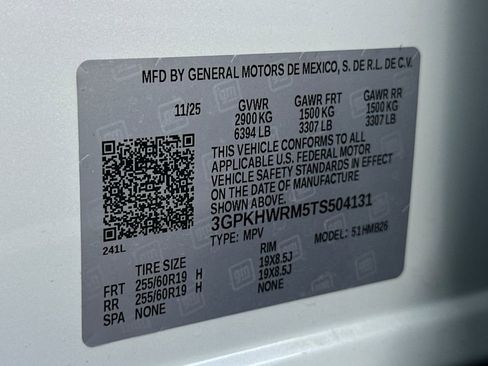 MFD BY GENERAL MOTORS DE MEXICO, S. DE R.L. DE C.V.
11/25 GVWR GAWR FRT GAWR RR
2900 KG 1500 KG 1500 KG
6394 LB 3307 LB 3307 LB
THIS VEHICLE CONFORMS TO ALL
APPLICABLE U.S. FEDERAL MOTOR
VEHICLE SAFETY STANDARDS IN EFFECT
ON THE DATE OF MANUFACTURE
3GPKHWRM5TS504131
241L TYPE: MPV MODEL: 51HMB26
TIRE SIZE RIM
FRT 255/60R19 H 19X8.5J
RR 255/60R19 H 19X8.5J
SPA NONE NONE